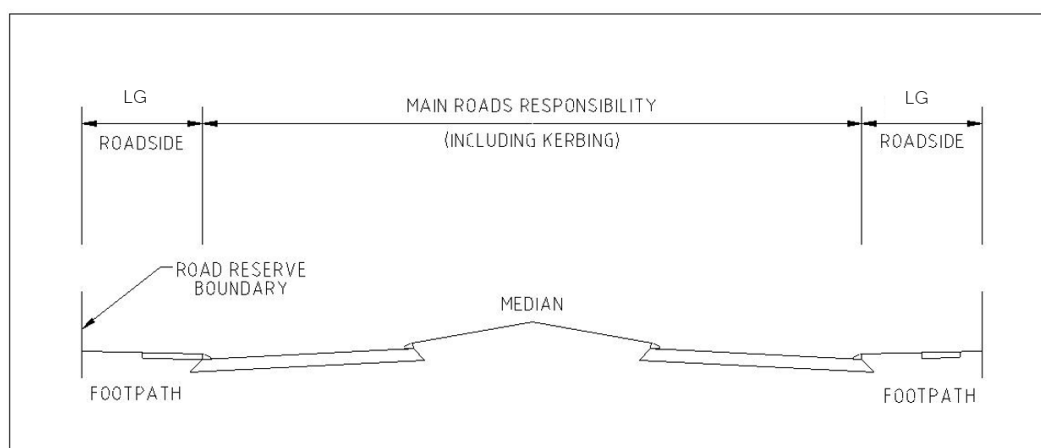 LG
ROADSIDE
MAIN ROADS RESPONSIBILITY
(INCLUDING KERBING)
LG
ROADSIDE
ROAD RESERVE
BOUNDARY
MEDIAN
FOOTPATH
FOOTPATH